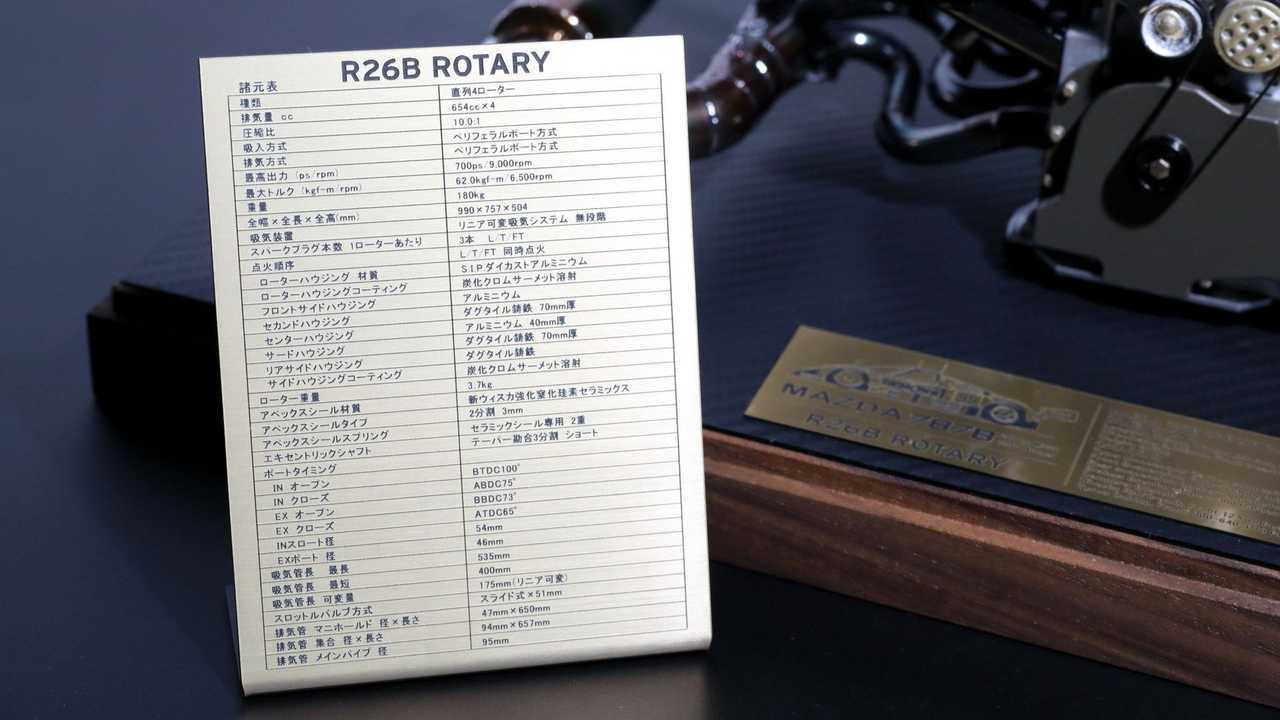 R26B ROTARY
諸元表
種類 直列4ローター
排気量 cc 654cc×4
圧縮比 10.0:1
吸入方式 ペリフェラルポート方式
排気方式 ペリフェラルポート方式
最高出力 (ps/rpm) 700ps/9,000rpm
最大トルク (kgf-m/rpm) 62.0kgf-m/6,500rpm
重量 180kg
全幅×全長×全高(mm) 990×757×504
吸気装置 リニア可変吸気システム 無段階
スパークプラグ本数 1ローターあたり 3本 L/T/FT
点火順序 L/T/FT 同時点火
ローターハウジング 材質 S.I.Pダイカストアルミニウム
ローターハウジングコーティング 炭化クロムサーメット溶射
フロントサイドハウジング アルミニウム
セカンドハウジング ダグタイル鋳鉄 70mm厚
センターハウジング アルミニウム 40mm厚
サードハウジング ダグタイル鋳鉄 70mm厚
リアサイドハウジング ダグタイル鋳鉄
サイドハウジングコーティング 炭化クロムサーメット溶射
ローター重量 3.7kg
アペックスシール材質 新ウィスカ強化窒化珪素セラミックス
アペックスシールタイプ 2分割 3mm
アペックスシールスプリング セラミックシール専用 2重
エキセントリックシャフト テーパー勘合3分割 ショート
ポートタイミング
IN オープン BTDC100°
IN クローズ ABDC75°
EX オープン BBDC73°
EX クローズ ATDC65°
INスロート径 54mm
EXポート 径 46mm
吸気管長 最長 535mm
吸気管長 最短 400mm
吸気管長 可変量 175mm(リニア可変)
スロットルバルブ方式 スライド式×51mm
排気管 マニホールド 径×長さ 47mm×650mm
排気管 集合 径×長さ 94mm×657mm
排気管 メインパイプ 径 95mm
MAZDA 787B
R26B ROTARY